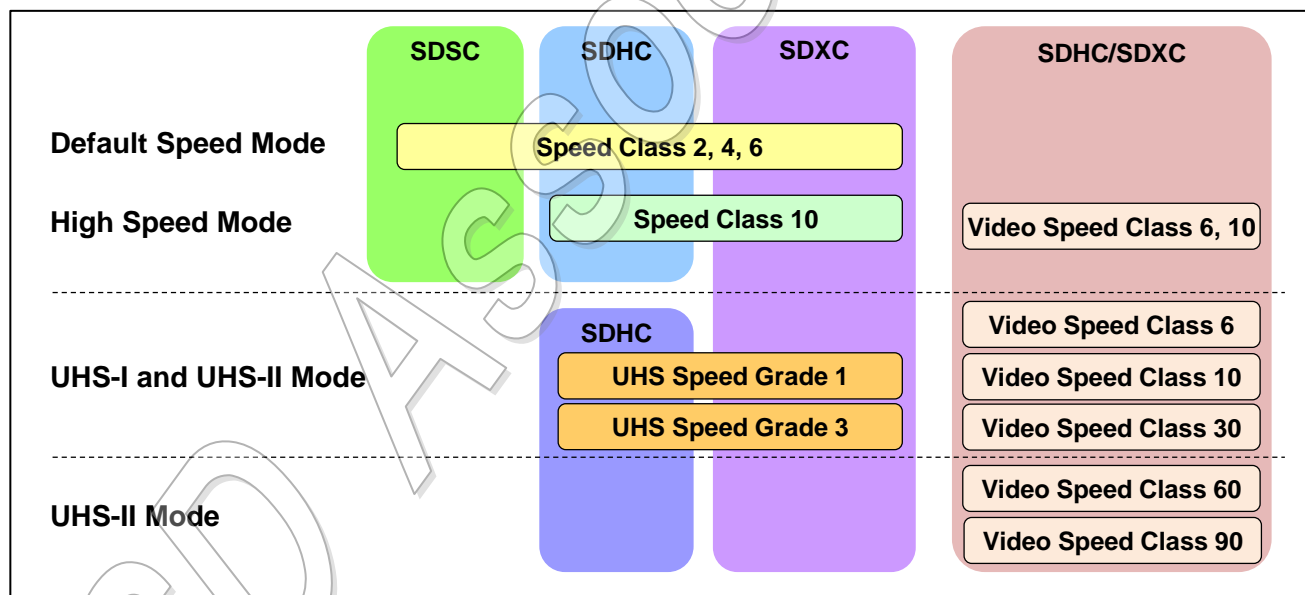 SDSC
SDHC
SDXC
SDHC/SDXC
Default Speed Mode
Speed Class 2, 4, 6
High Speed Mode
Speed Class 10
Video Speed Class 6, 10
SDHC
Video Speed Class 6
UHS-I and UHS-II Mode
UHS Speed Grade 1
Video Speed Class 10
UHS Speed Grade 3
Video Speed Class 30
UHS-II Mode
Video Speed Class 60
Video Speed Class 90
SD Asso